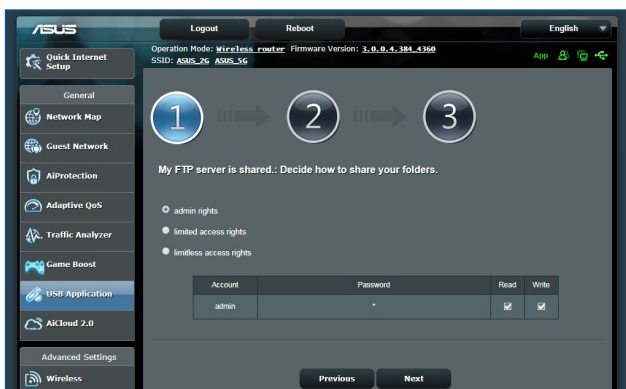 ASUS
Logout
Reboot
English
Operation Mode: Wireless router Firmware Version: 3.0.0.4.384_4360
SSID: ASUS_2G ASUS_5G
App
Quick Internet
Setup
General
Network Map
Guest Network
AiProtection
Adaptive QoS
Traffic Analyzer
Game Boost
USB Application
AiCloud 2.0
Advanced Settings
Wireless
1
2
3
My FTP server is shared.: Decide how to share your folders.
admin rights
limited access rights
limitless access rights
Account Password Read Write
admin *
Previous
Next